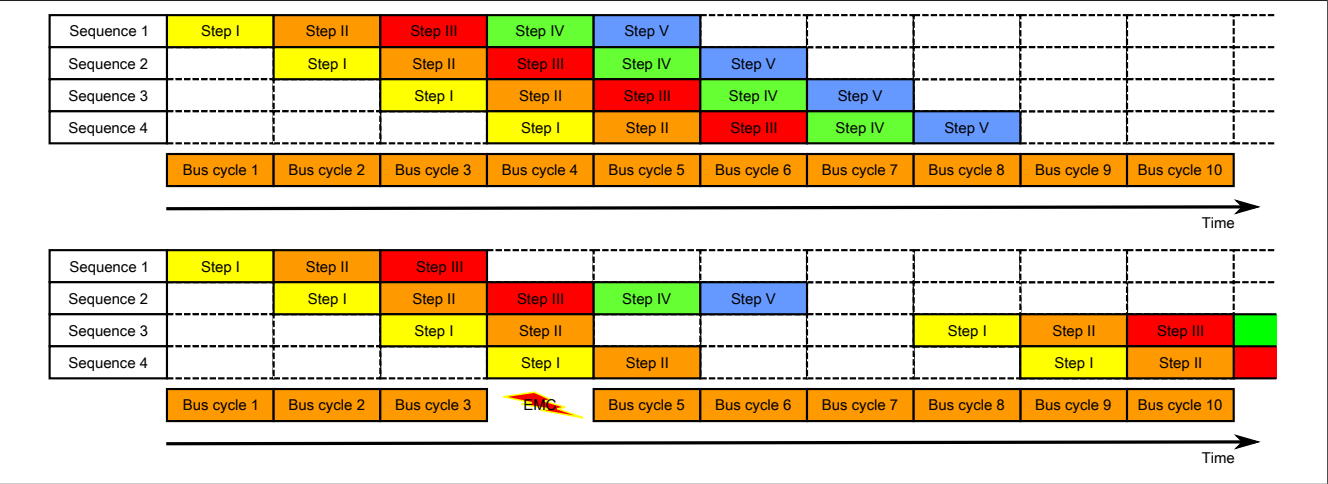 Sequence 1 Step I Step II Step III Step IV Step V
Sequence 2 Step I Step II Step III Step IV Step V
Sequence 3 Step I Step II Step III Step IV Step V
Sequence 4 Step I Step II Step III Step IV Step V
Bus cycle 1 Bus cycle 2 Bus cycle 3 Bus cycle 4 Bus cycle 5 Bus cycle 6 Bus cycle 7 Bus cycle 8 Bus cycle 9 Bus cycle 10
Time
Sequence 1 Step I Step II Step III
Sequence 2 Step I Step II Step III Step IV Step V
Sequence 3 Step I Step II Step I Step II Step III
Sequence 4 Step I Step II Step I Step II
Bus cycle 1 Bus cycle 2 Bus cycle 3 EMC Bus cycle 5 Bus cycle 6 Bus cycle 7 Bus cycle 8 Bus cycle 9 Bus cycle 10
Time